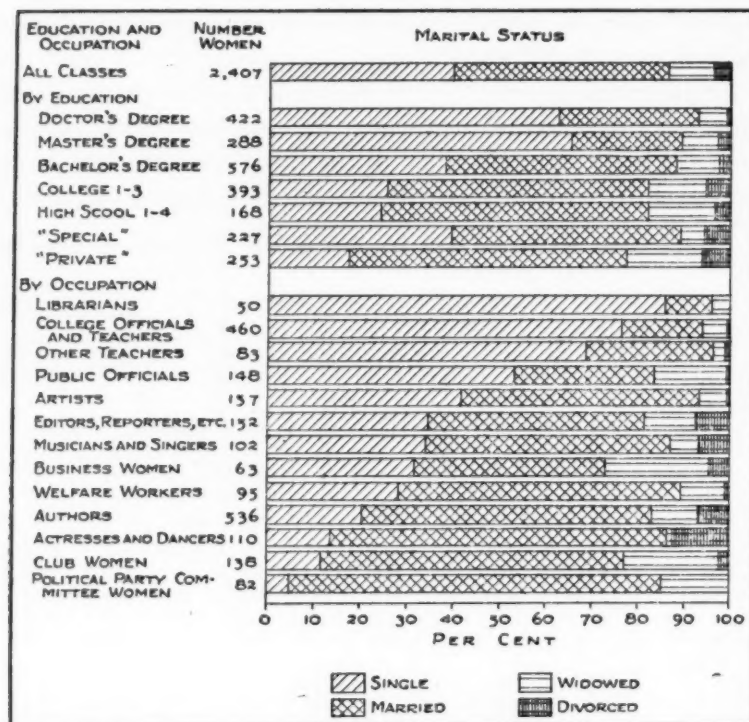 EDUCATION AND OCCUPATION NUMBER WOMEN MARITAL STATUS
ALL CLASSES 2,407
BY EDUCATION
DOCTOR'S DEGREE 422
MASTER'S DEGREE 288
BACHELOR'S DEGREE 576
COLLEGE 1-3 393
HIGH SCOOL 1-4 168
"SPECIAL" 227
"PRIVATE" 253
BY OCCUPATION
LIBRARIANS 50
COLLEGE OFFICIALS AND TEACHERS 460
OTHER TEACHERS 83
PUBLIC OFFICIALS 148
ARTISTS 137
EDITORS, REPORTERS, ETC. 132
MUSICIANS AND SINGERS 102
BUSINESS WOMEN 63
WELFARE WORKERS 95
AUTHORS 536
ACTRESSES AND DANCERS 110
CLUB WOMEN 138
POLITICAL PARTY COM-
MITTEE WOMEN 82
0 10 20 30 40 50 60 70 80 90 100
PER CENT
SINGLE WIDOWED
MARRIED DIVORCED